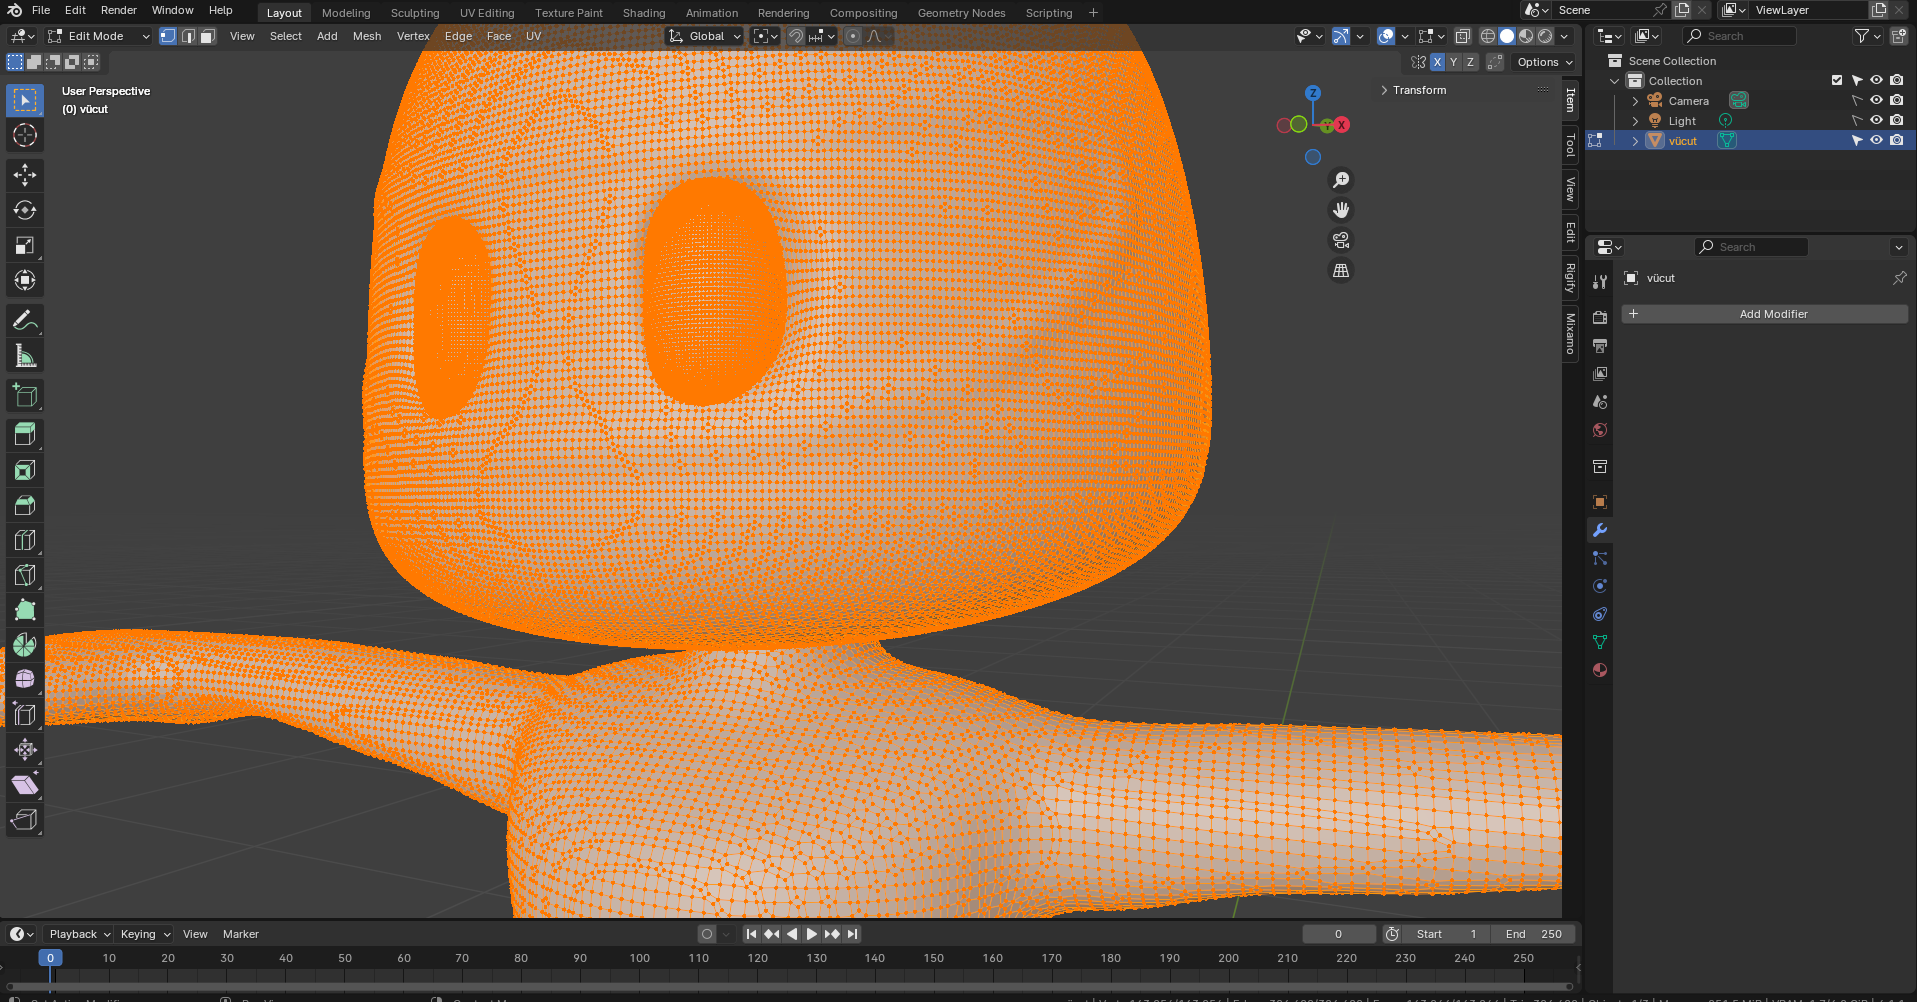 File Edit Render Window Help Layout Modeling Sculpting UV Editing Texture Paint Shading Animation Rendering Compositing Geometry Nodes Scripting + Scene ViewLayer
Edit Mode View Select Add Mesh Vertex Edge Face UV Global Search
X Y Z Options
User Perspective
(0) vücut
Transform
Z
Y X
Item
Tool
View
Edit
Rigify
Mixamo
Scene Collection
Collection
Camera
Light
vücut
Search
vücut
Add Modifier
Playback Keying View Marker 0 Start 1 End 250
0 10 20 30 40 50 60 70 80 90 100 110 120 130 140 150 160 170 180 190 200 210 220 230 240 250